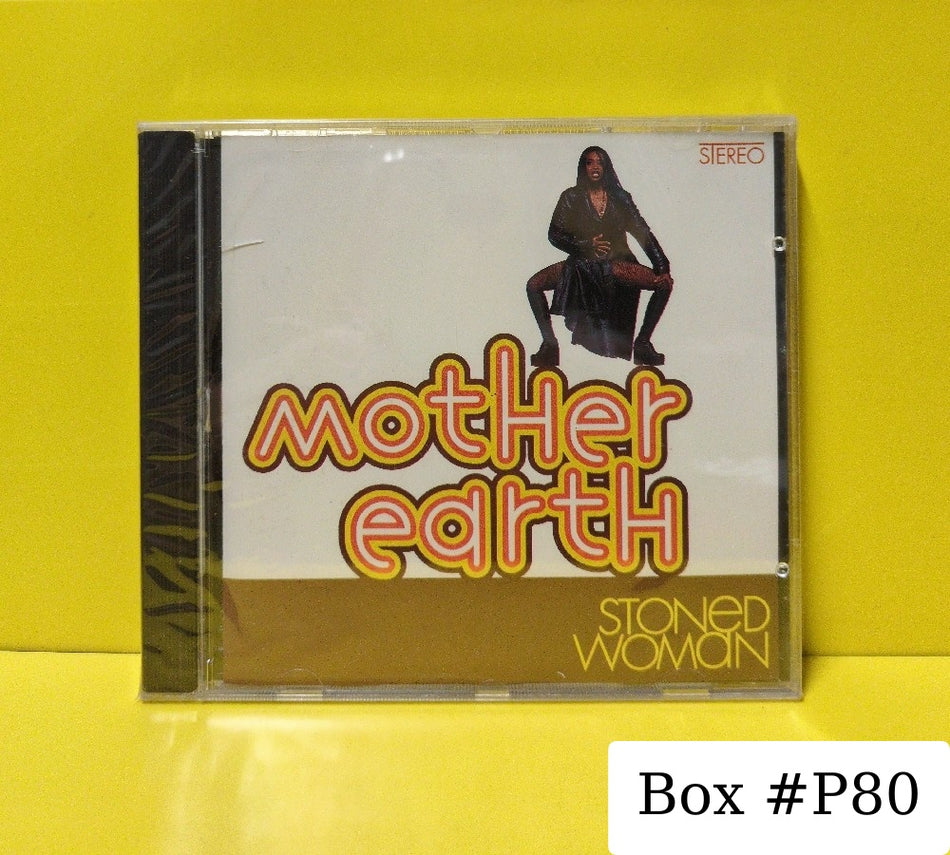 STEREO
motHer
earth
STONeD
WOMaN
Box #P80